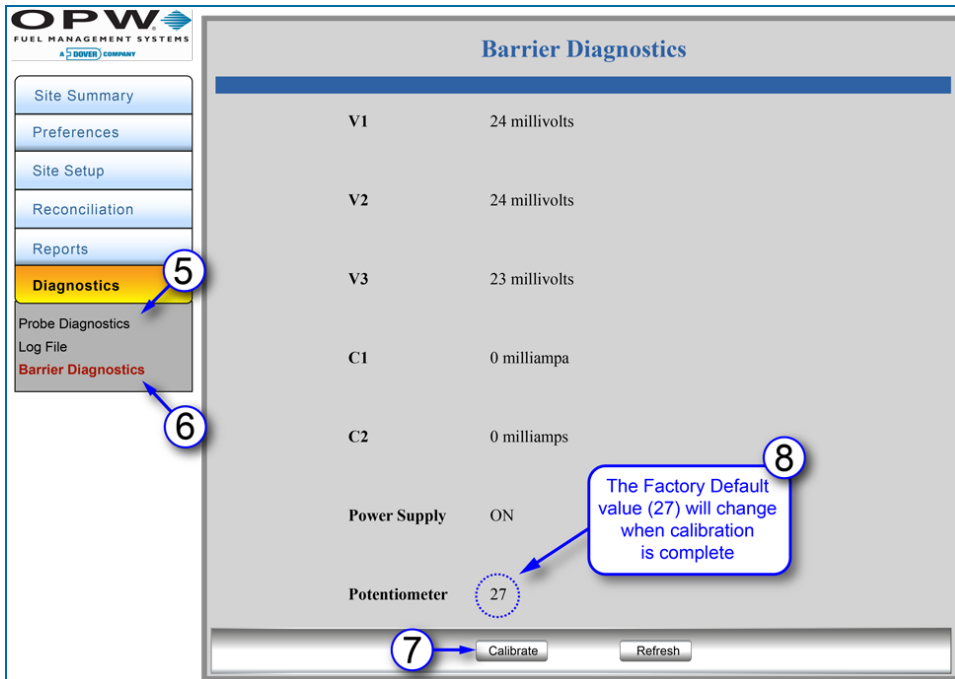 OPW
FUEL MANAGEMENT SYSTEMS
A DOVER COMPANY
Site Summary
Preferences
Site Setup
Reconciliation
Reports
Diagnostics
5
Probe Diagnostics
Log File
Barrier Diagnostics
6
Barrier Diagnostics
V1 24 millivolts
V2 24 millivolts
V3 23 millivolts
C1 0 milliampa
C2 0 milliamps
8
The Factory Default
value (27) will change
when calibration
is complete
Power Supply ON
Potentiometer 27
7
Calibrate Refresh